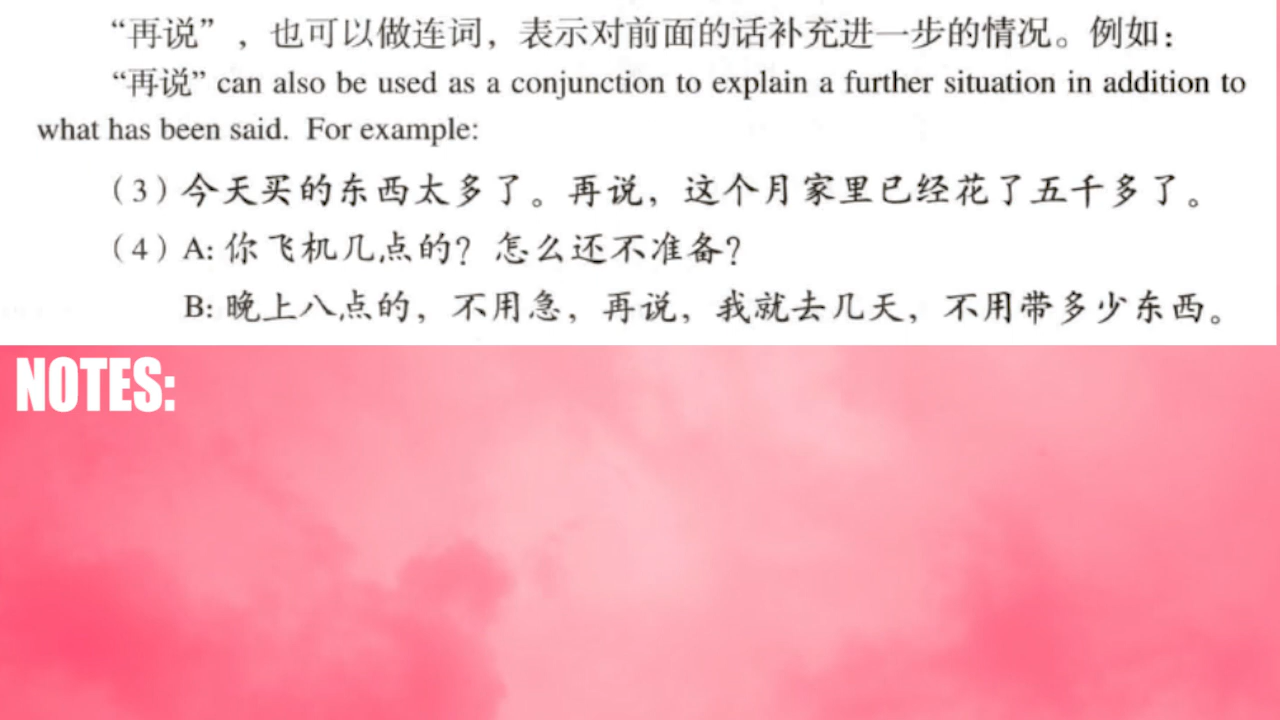 “再说”，也可以做连词，表示对前面的话补充进一步的情况。例如：
“再说” can also be used as a conjunction to explain a further situation in addition to
what has been said. For example:
（3）今天买的东西太多了。再说，这个月家里已经花了五千多了。
（4）A: 你飞机几点的？怎么还不准备？
B: 晚上八点的，不用急，再说，我就去几天，不用带多少东西。
NOTES: